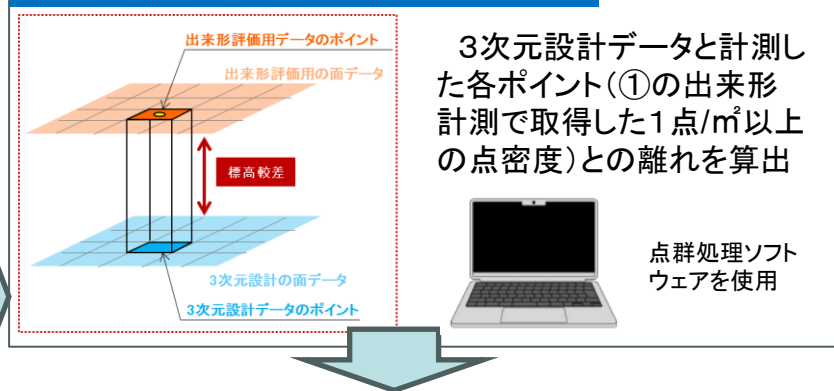 出来形評価用データのポイント
出来形評価用の面データ
標高較差
3次元設計の面データ
3次元設計データのポイント
3次元設計データと計測し
た各ポイント(①の出来形
計測で取得した1点/㎡以上
の点密度)との離れを算出
点群処理ソフト
ウェアを使用